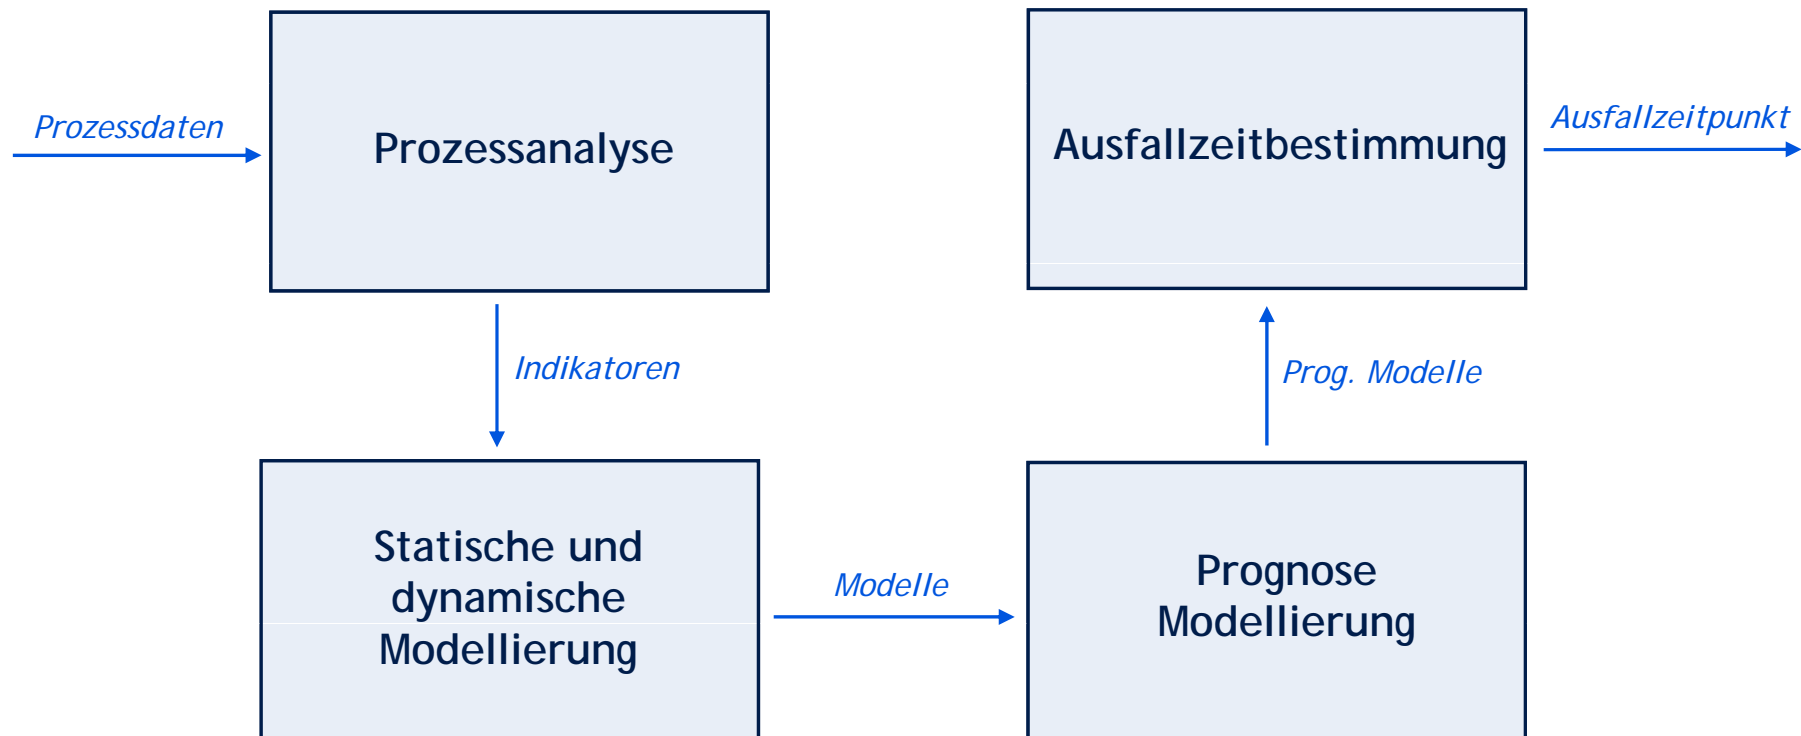 Prozessdaten
Prozessanalyse
Indikatoren
Statische und
dynamische
Modellierung
Modelle
Prognose
Modellierung
Prog. Modelle
Ausfallzeitbestimmung
Ausfallzeitpunkt